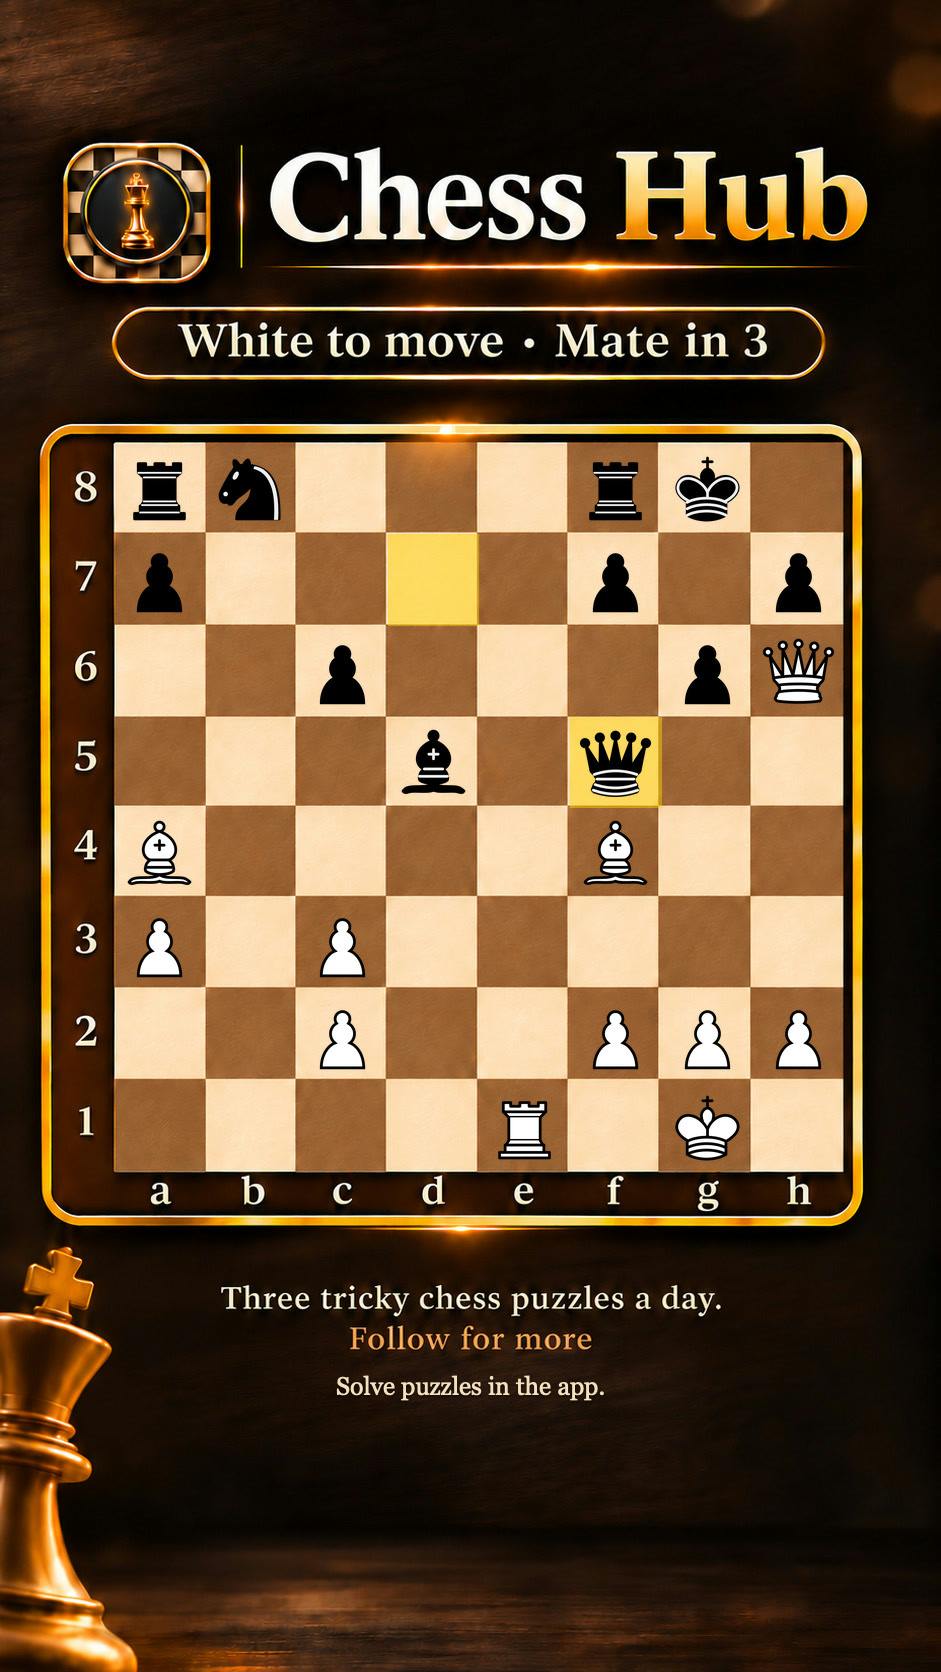 Chess Hub
White to move • Mate in 3
8
7
6
5
4
3
2
1
a b c d e f g h
Three tricky chess puzzles a day.
Follow for more
Solve puzzles in the app.